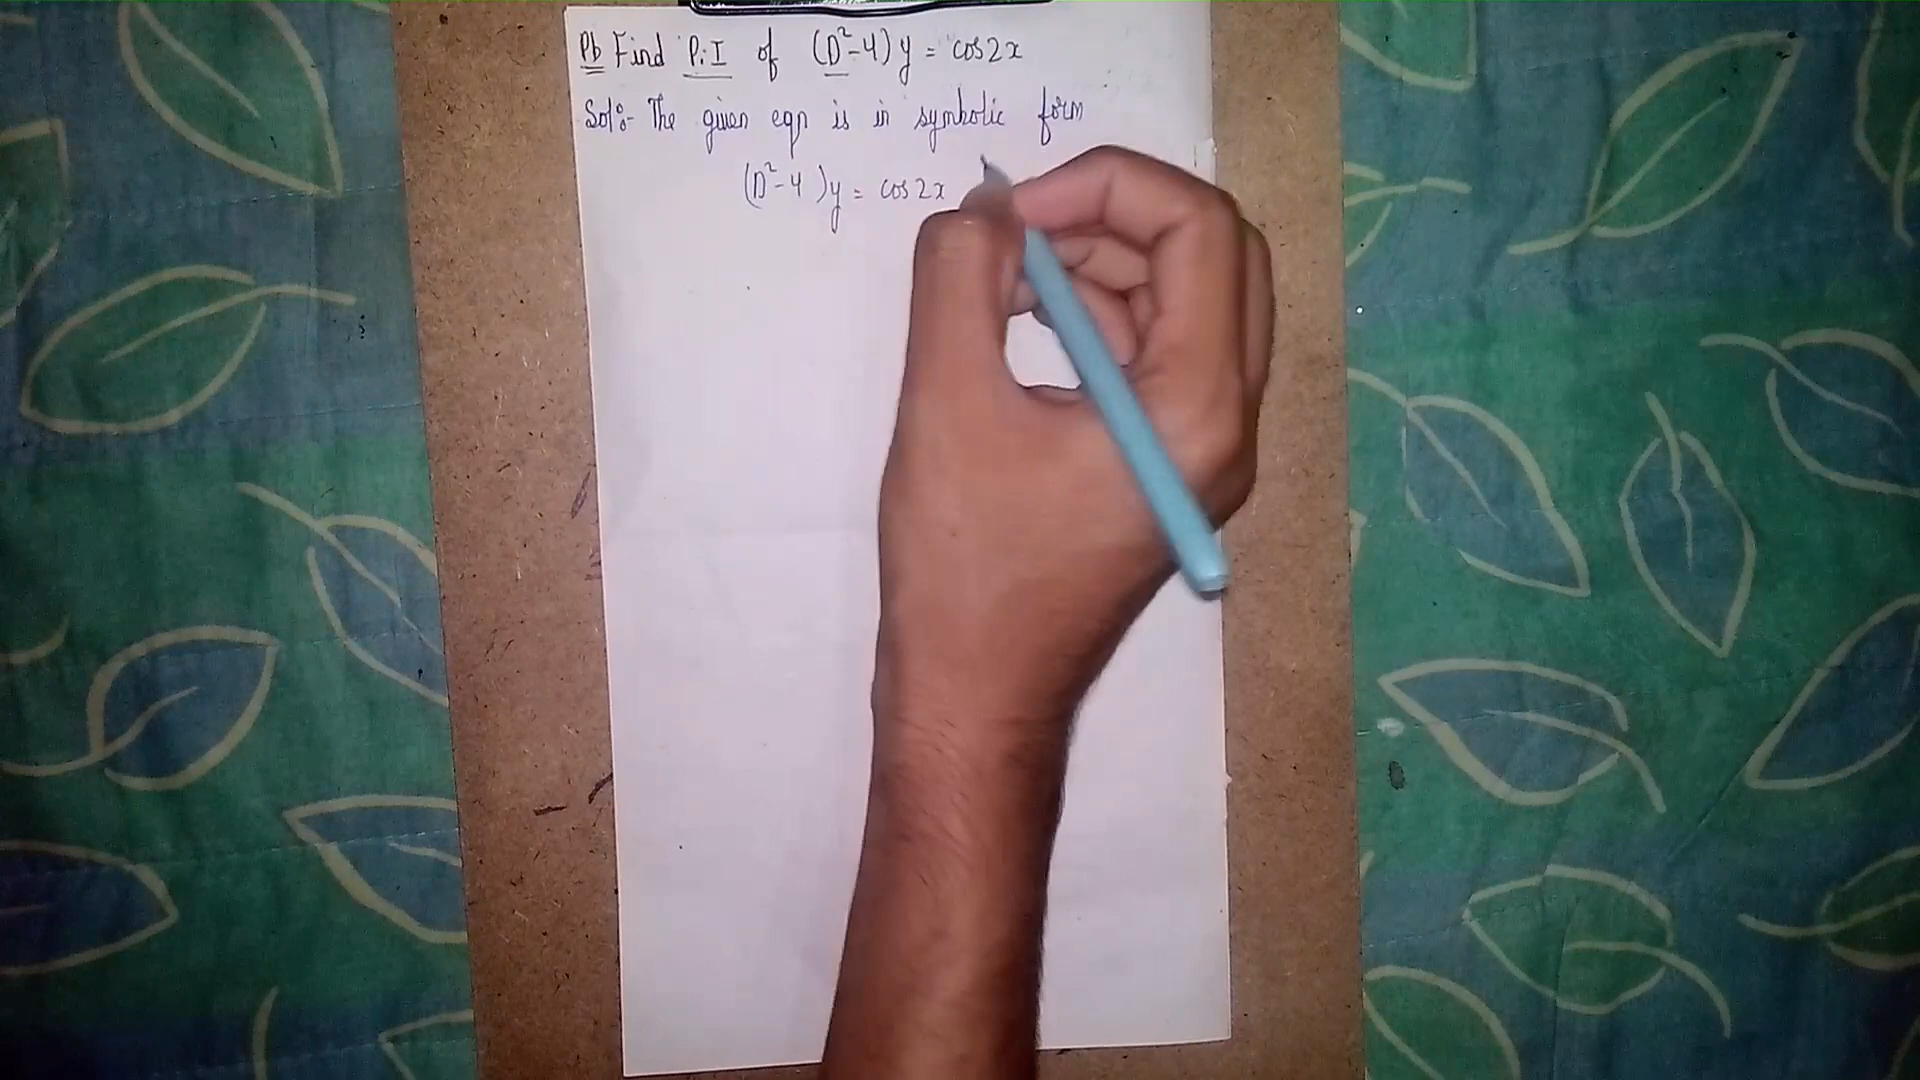 Pb Find P.I of (D²-4)y = cos2x
Sol:- The given eqn is in symbolic form
(D²-4)y = cos2x